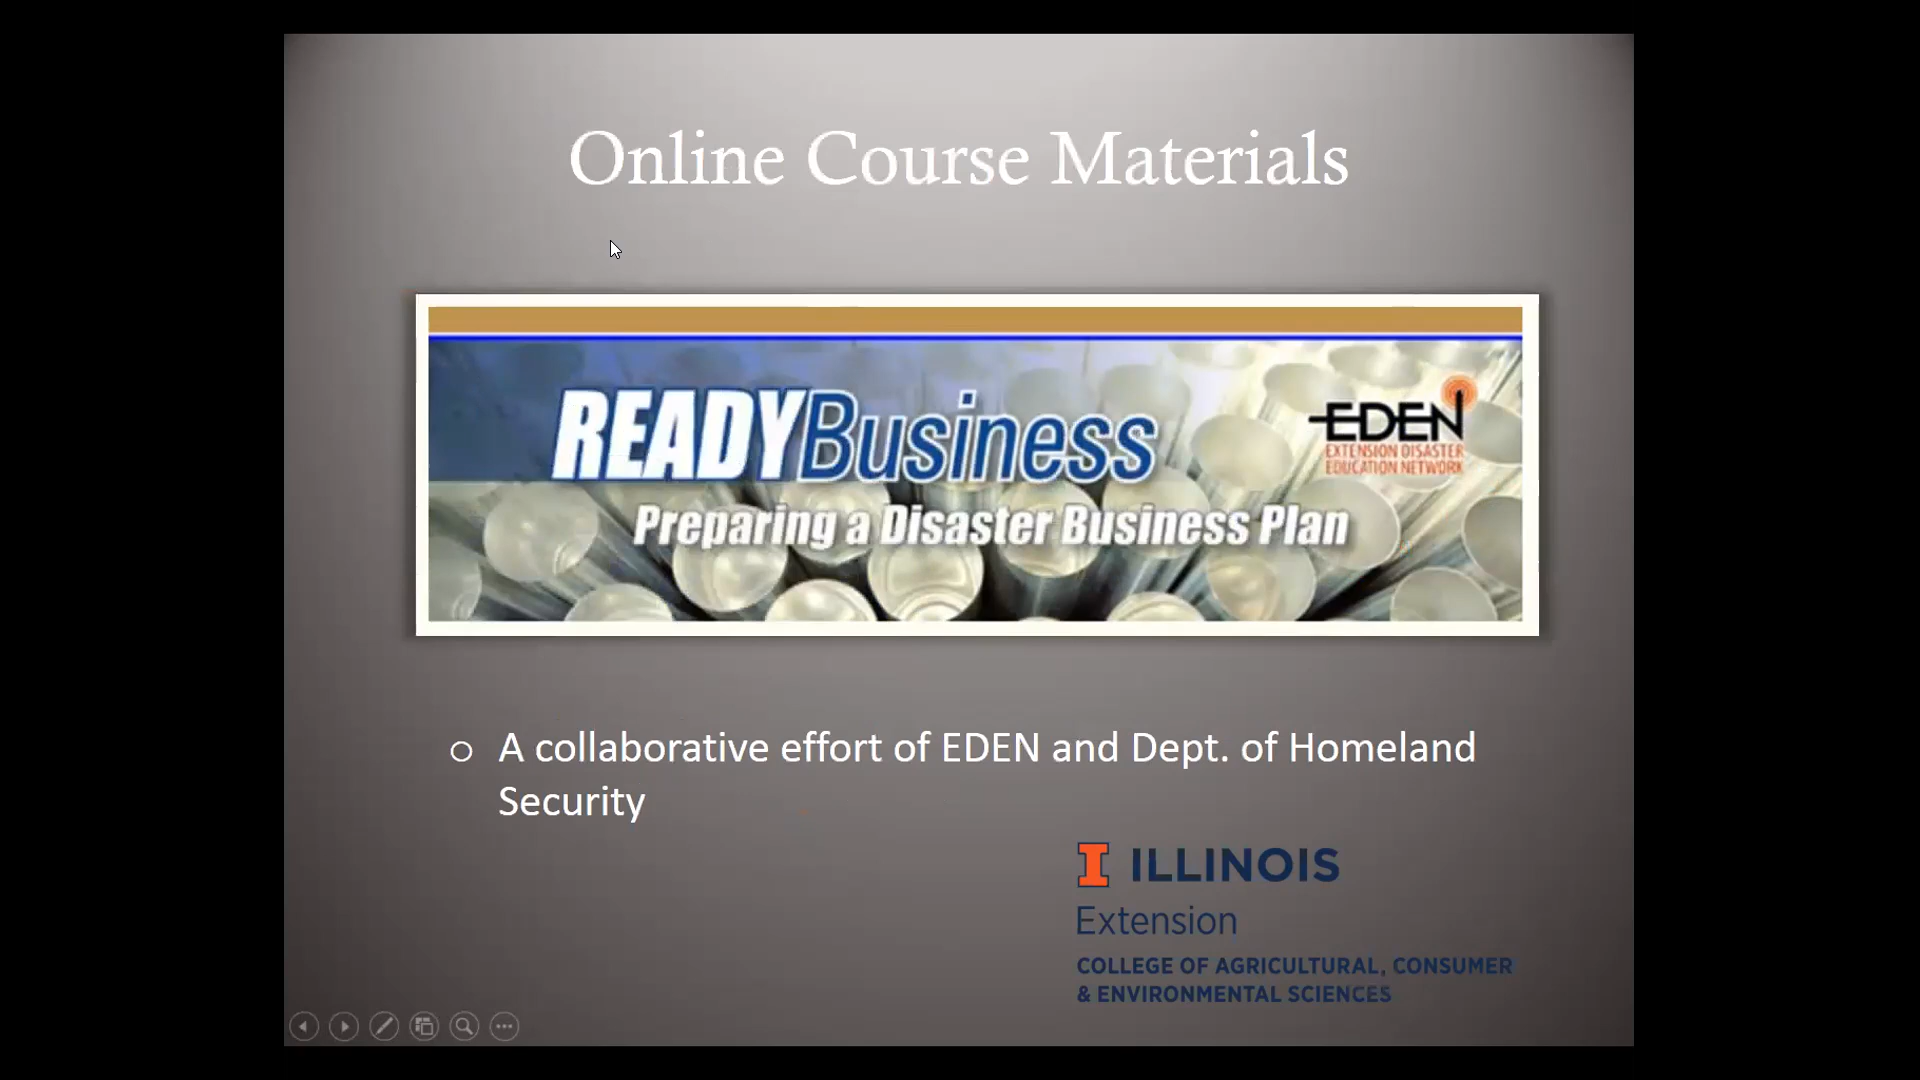 Online Course Materials
READYBusiness
EDEN
EXTENSION DISASTER
EDUCATION NETWORK
Preparing a Disaster Business Plan
A collaborative effort of EDEN and Dept. of Homeland
Security
I ILLINOIS
Extension
COLLEGE OF AGRICULTURAL, CONSUMER
& ENVIRONMENTAL SCIENCES